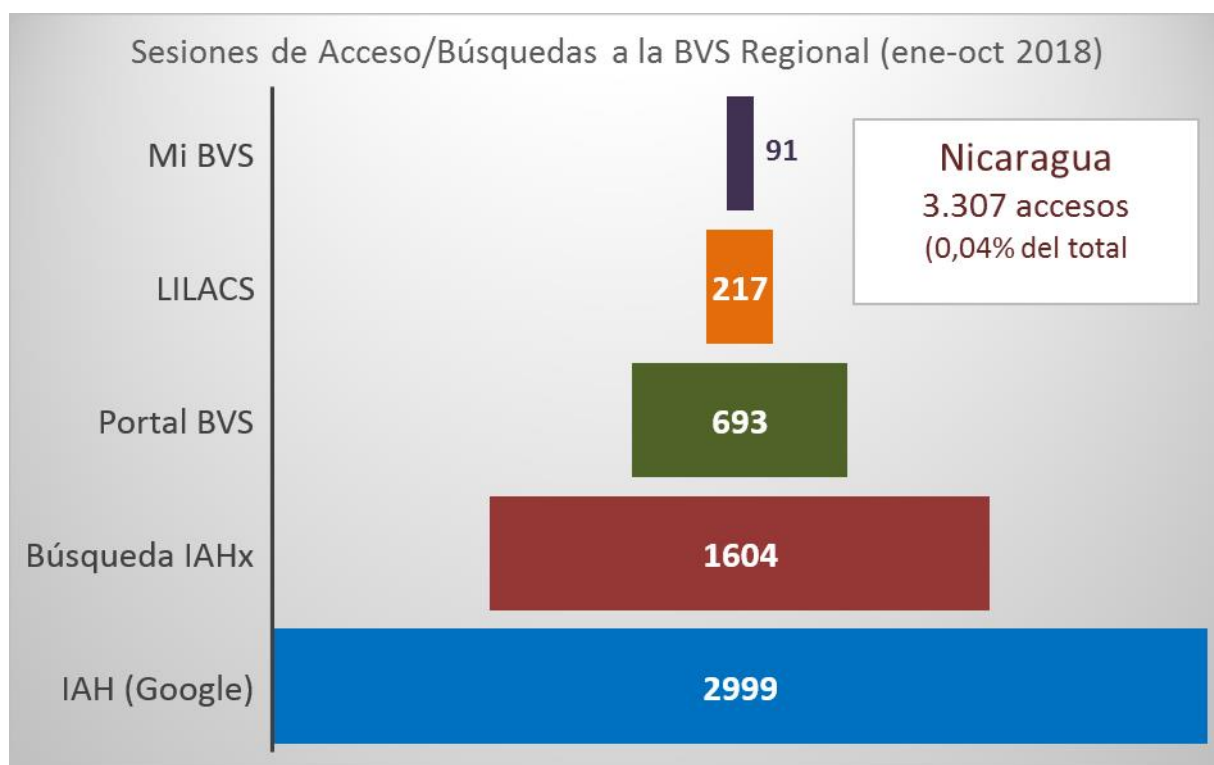 Sesiones de Acceso/Búsquedas a la BVS Regional (ene-oct 2018)
Mi BVS
91
Nicaragua
3.307 accesos
(0,04% del total
LILACS
217
Portal BVS
693
Búsqueda IAHx
1604
IAH (Google)
2999